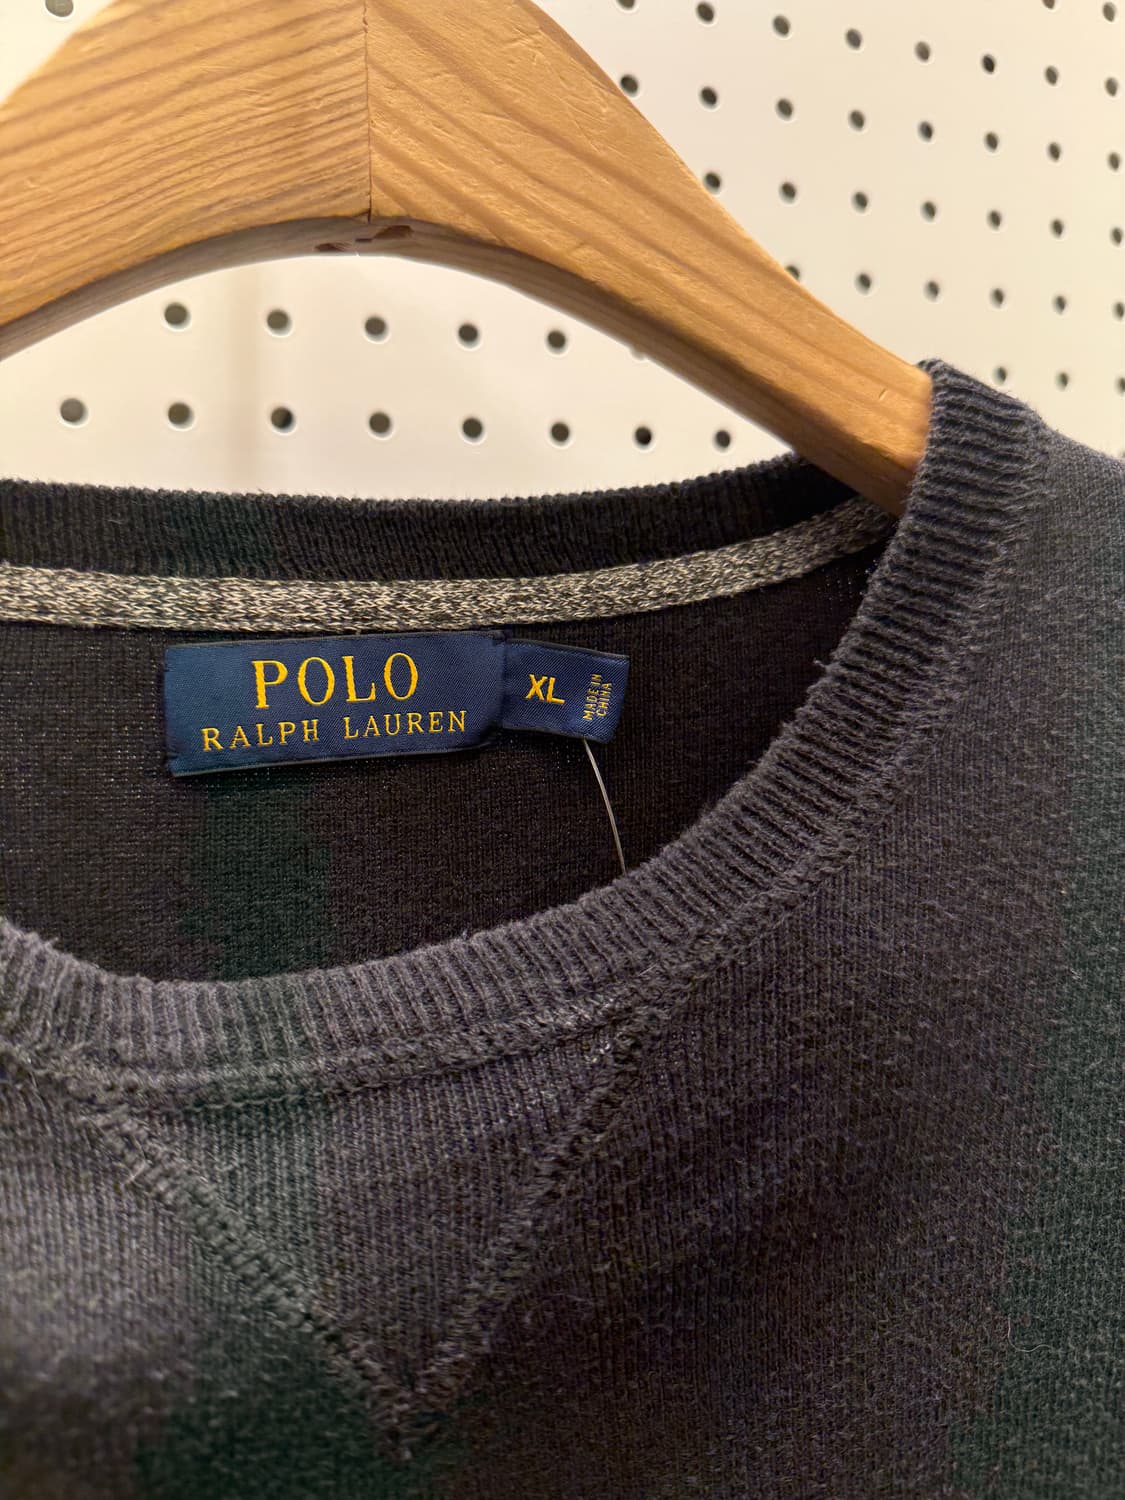 POLO
RALPH LAUREN
XL
MADE IN
CHINA